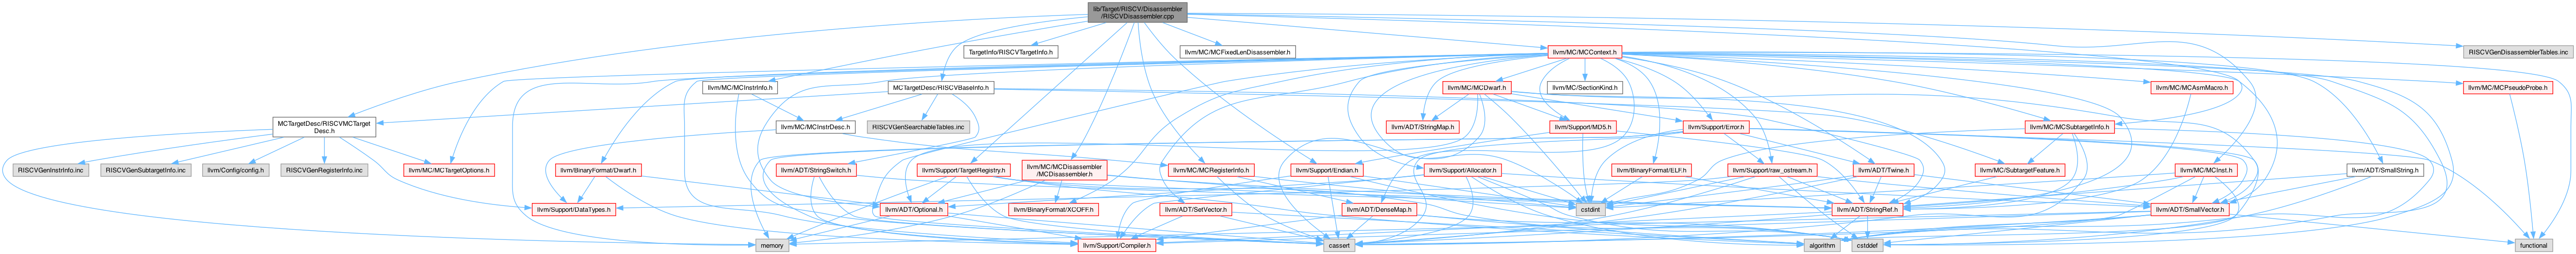 lib/Target/RISCV/Disassembler
/RISCVDisassembler.cpp
TargetInfo/RISCVTargetInfo.h
llvm/MC/MCFixedLenDisassembler.h
llvm/MC/MCContext.h
RISCVGenDisassemblerTables.inc
llvm/MC/MCInstrInfo.h
MCTargetDesc/RISCVBaseInfo.h
llvm/MC/MCDwarf.h
llvm/MC/SectionKind.h
llvm/MC/MCAsmMacro.h
llvm/MC/MCPseudoProbe.h
MCTargetDesc/RISCVMCTarget
Desc.h
llvm/MC/MCInstrDesc.h
RISCVGenSearchableTables.inc
llvm/ADT/StringMap.h
llvm/Support/MD5.h
llvm/Support/Error.h
llvm/MC/MCSubtargetInfo.h
RISCVGenInstrInfo.inc
RISCVGenSubtargetInfo.inc
llvm/Config/config.h
RISCVGenRegisterInfo.inc
llvm/MC/MCTargetOptions.h
llvm/BinaryFormat/Dwarf.h
llvm/ADT/StringSwitch.h
llvm/Support/TargetRegistry.h
llvm/MC/MCDisassembler
/MCDisassembler.h
llvm/MC/MCRegisterInfo.h
llvm/Support/Endian.h
llvm/Support/Allocator.h
llvm/BinaryFormat/ELF.h
llvm/Support/raw_ostream.h
llvm/ADT/Twine.h
llvm/MC/SubtargetFeature.h
llvm/MC/MCInst.h
llvm/ADT/SmallString.h
llvm/Support/DataTypes.h
llvm/ADT/Optional.h
llvm/BinaryFormat/XCOFF.h
llvm/ADT/SetVector.h
cstdint
llvm/ADT/DenseMap.h
llvm/ADT/StringRef.h
llvm/ADT/SmallVector.h
memory
llvm/Support/Compiler.h
cassert
algorithm
cstddef
functional